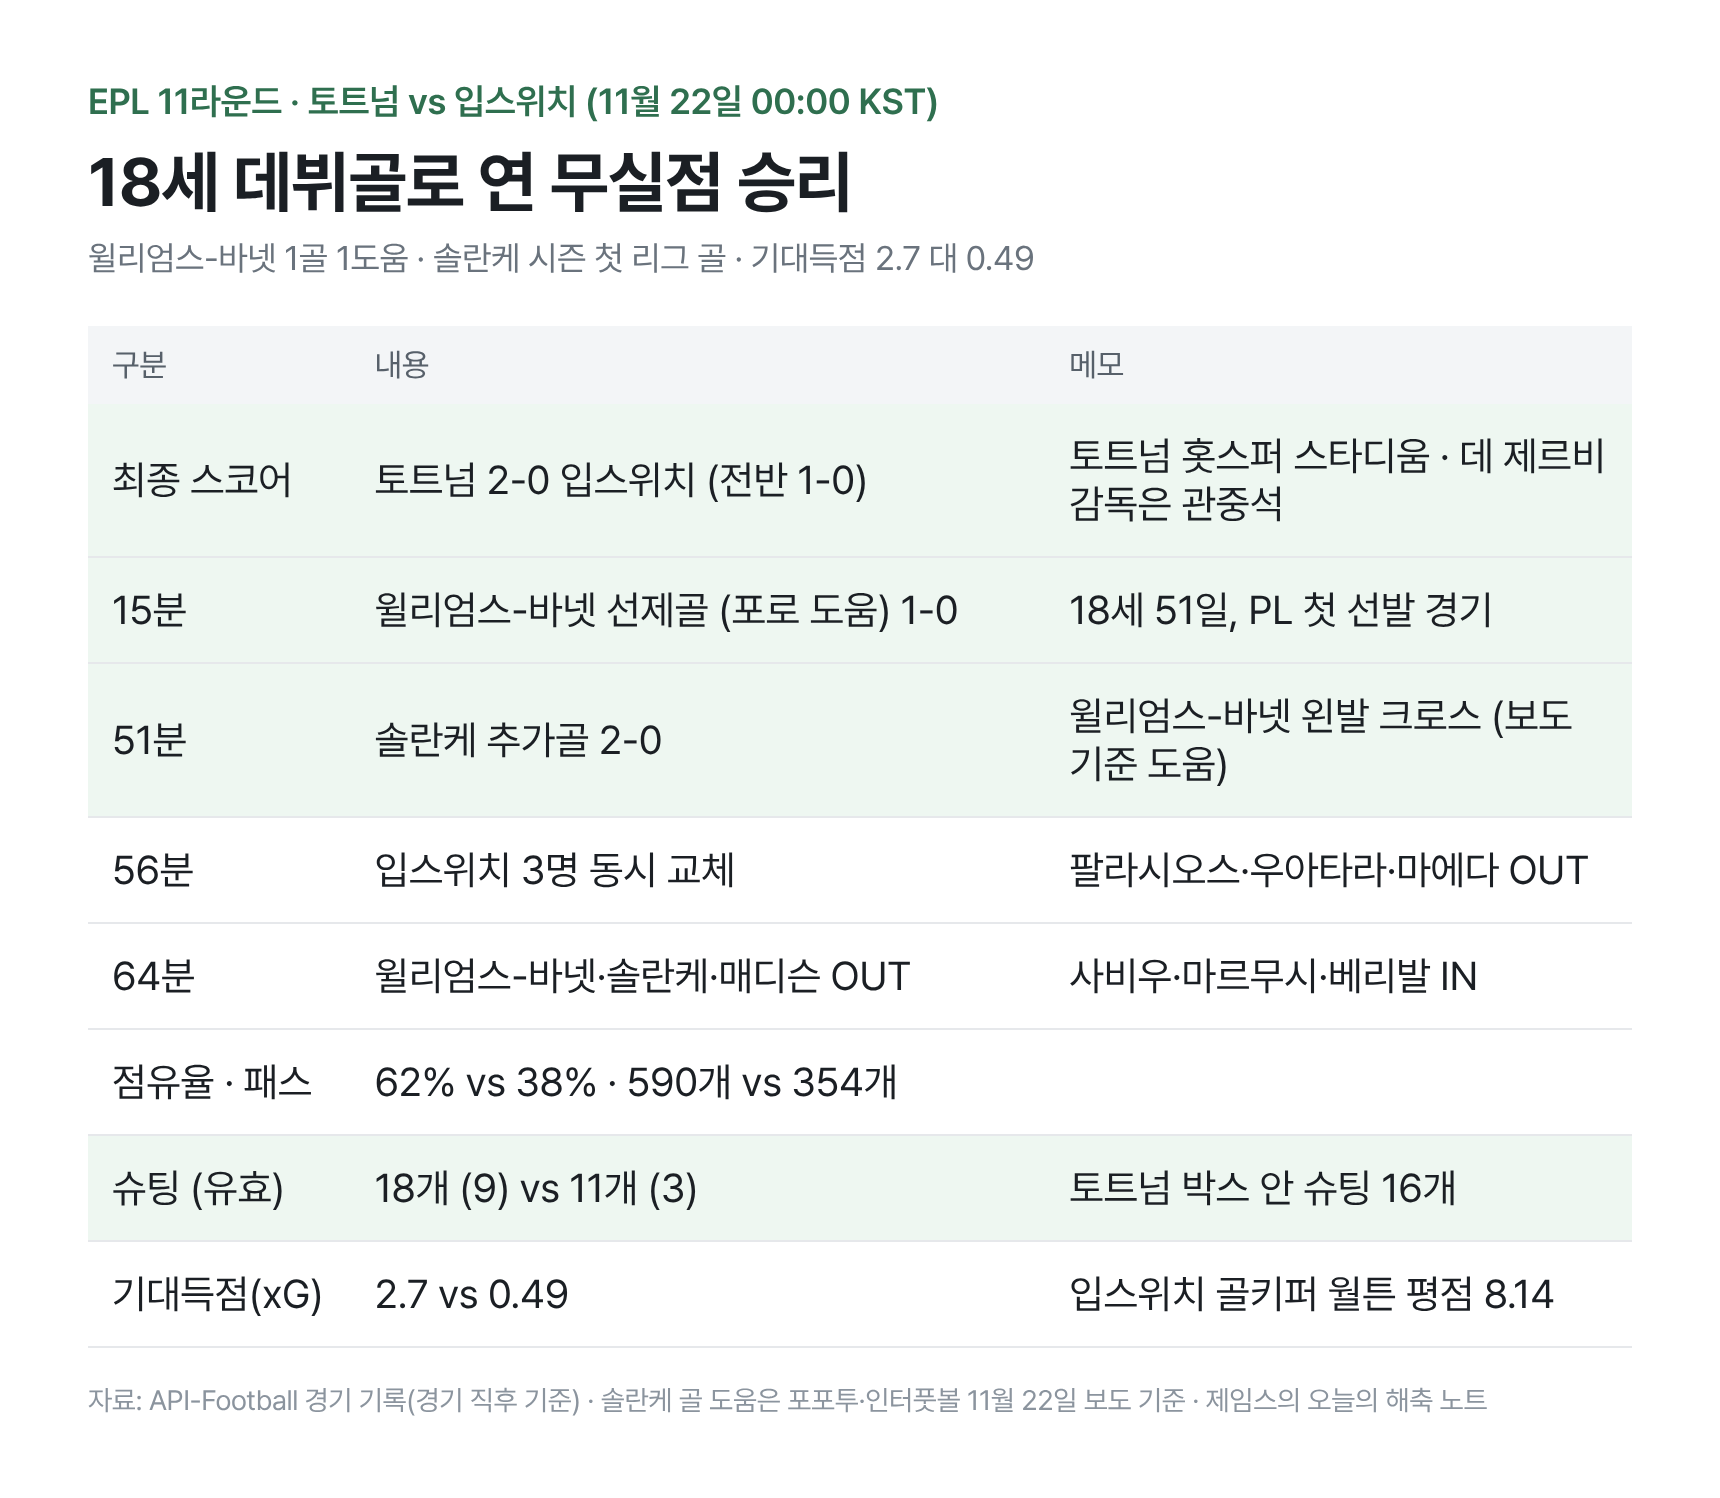 EPL 11라운드 · 토트넘 vs 입스위치 (11월 22일 00:00 KST)
18세 데뷔골로 연 무실점 승리
윌리엄스-바넷 1골 1도움 · 솔란케 시즌 첫 리그 골 · 기대득점 2.7 대 0.49
구분 내용 메모
최종 스코어 토트넘 2-0 입스위치 (전반 1-0) 토트넘 홋스퍼 스타디움 · 데 제르비
감독은 관중석
15분 윌리엄스-바넷 선제골 (포로 도움) 1-0 18세 51일, PL 첫 선발 경기
51분 솔란케 추가골 2-0 윌리엄스-바넷 왼발 크로스 (보도
기준 도움)
56분 입스위치 3명 동시 교체 팔라시오스·우아타라·마에다 OUT
64분 윌리엄스-바넷·솔란케·매디슨 OUT 사비우·마르무시·베리발 IN
점유율 · 패스 62% vs 38% · 590개 vs 354개
슈팅 (유효) 18개 (9) vs 11개 (3) 토트넘 박스 안 슈팅 16개
기대득점(xG) 2.7 vs 0.49 입스위치 골키퍼 월튼 평점 8.14
자료: API-Football 경기 기록(경기 직후 기준) · 솔란케 골 도움은 포포투·인터풋볼 11월 22일 보도 기준 · 제임스의 오늘의 해축 노트